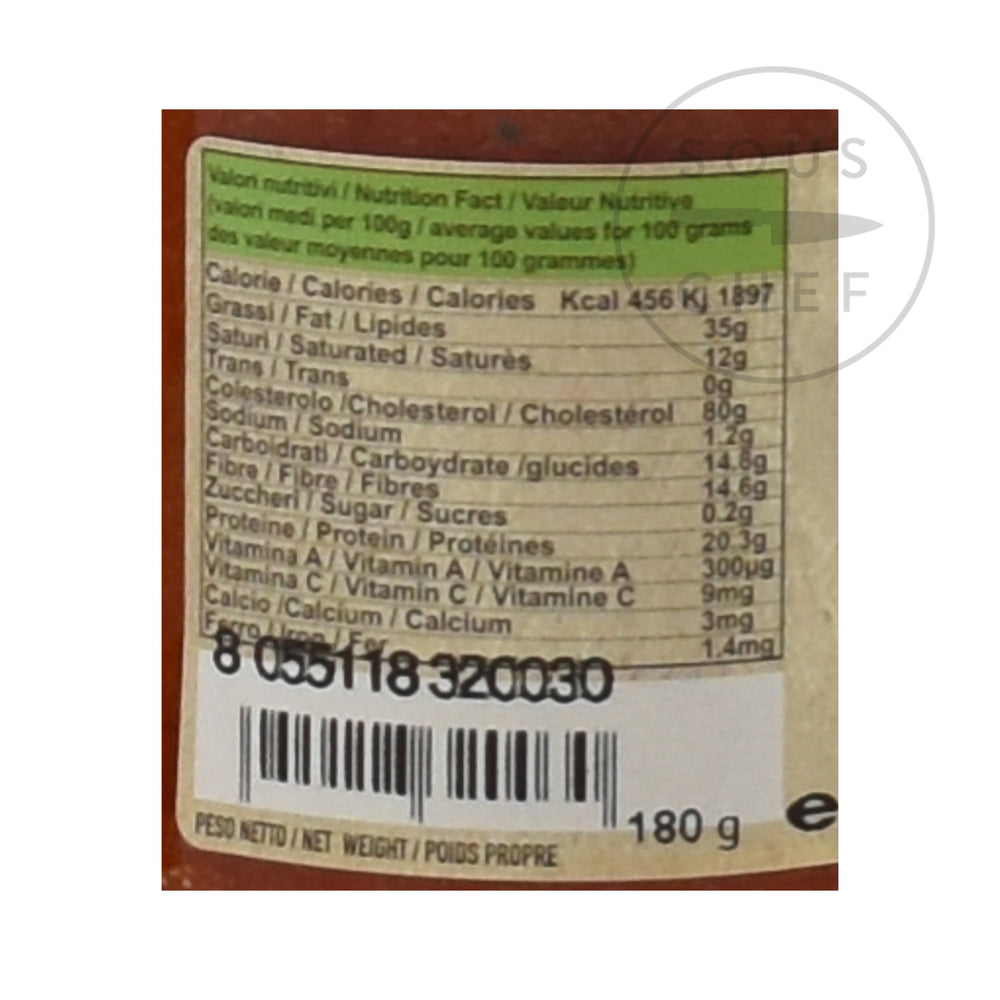 SOUS
CHEF
Valori nutritivi / Nutrition Fact / Valeur Nutritive
(valori medi per 100g / average values for 100 grams
des valeur moyennes pour 100 grammes)
Calorie / Calories / Calories Kcal 456 Kj 1897
Grassi / Fat / Lipides 35g
Saturi / Saturated / Saturès 12g
Trans / Trans 0g
Colesterolo /Cholesterol / Cholestérol 80g
Sodium / Sodium 1.2g
Carboidrati / Carboydrate /glucides 14.8g
Fibre / Fibre / Fibres 14.6g
Zuccheri / Sugar / Sucres 0.2g
Proteine / Protein / Protéines 20.3g
Vitamina A / Vitamin A / Vitamine A 300µg
Vitamina C / Vitamin C / Vitamine C 9mg
Calcio /Calcium / Calcium 3mg
Ferro / Iron / Fer 1.4mg
8 055118 320030
180 g e
PESO NETTO / NET WEIGHT / POIDS PROPRE